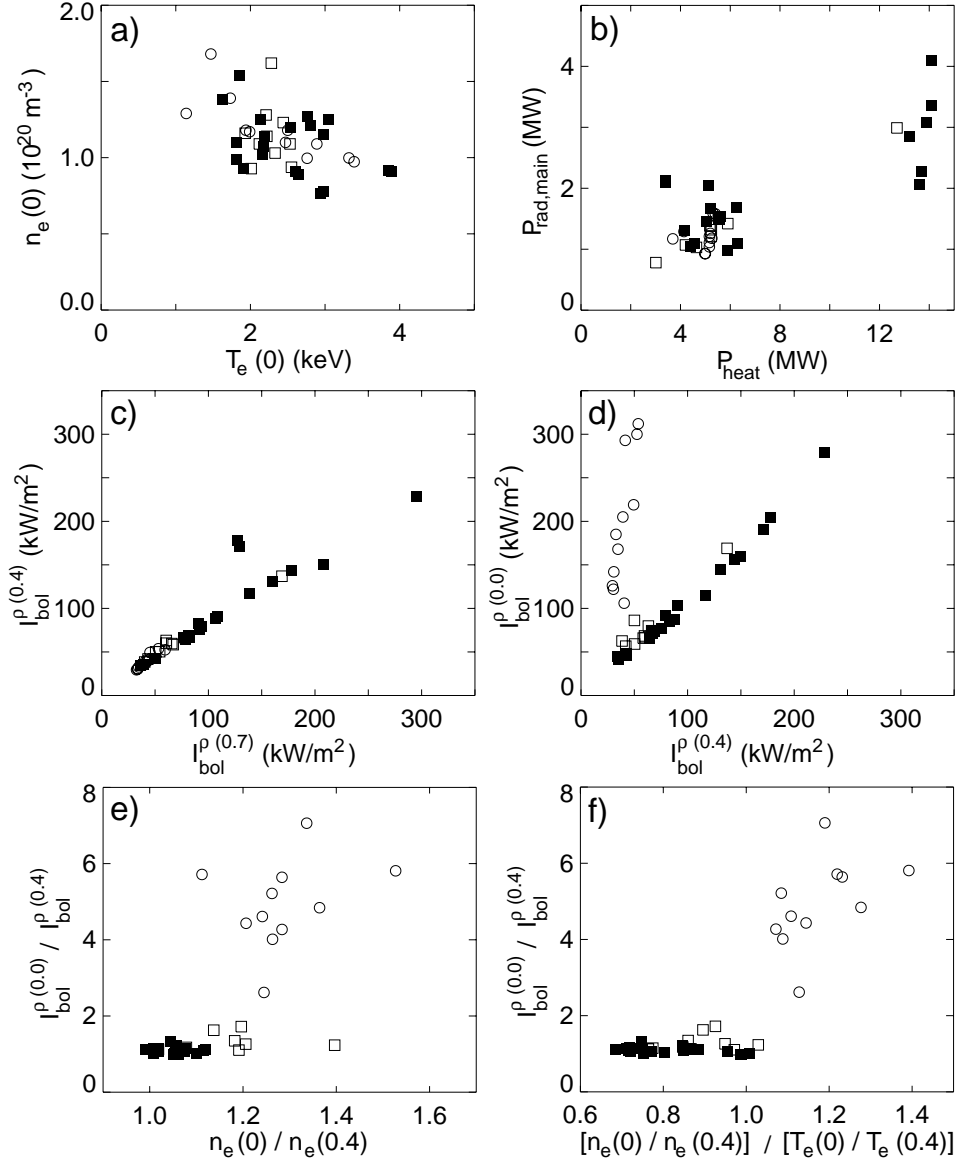 a)
2.0
1.0
0.0
n_e(0) (10^20 m^-3)
0 2 4
T_e(0) (keV)
b)
4
2
0
P_rad,main (MW)
0 4 8 12
P_heat (MW)
c)
300
200
100
0
I_bol^ρ(0.4) (kW/m^2)
0 100 200 300
I_bol^ρ(0.7) (kW/m^2)
d)
300
200
100
0
I_bol^ρ(0.0) (kW/m^2)
0 100 200 300
I_bol^ρ(0.4) (kW/m^2)
e)
8
6
4
2
0
I_bol^ρ(0.0) / I_bol^ρ(0.4)
1.0 1.2 1.4 1.6
n_e(0) / n_e(0.4)
f)
8
6
4
2
0
I_bol^ρ(0.0) / I_bol^ρ(0.4)
0.6 0.8 1.0 1.2 1.4
[n_e(0) / n_e(0.4)] / [T_e(0) / T_e(0.4)]